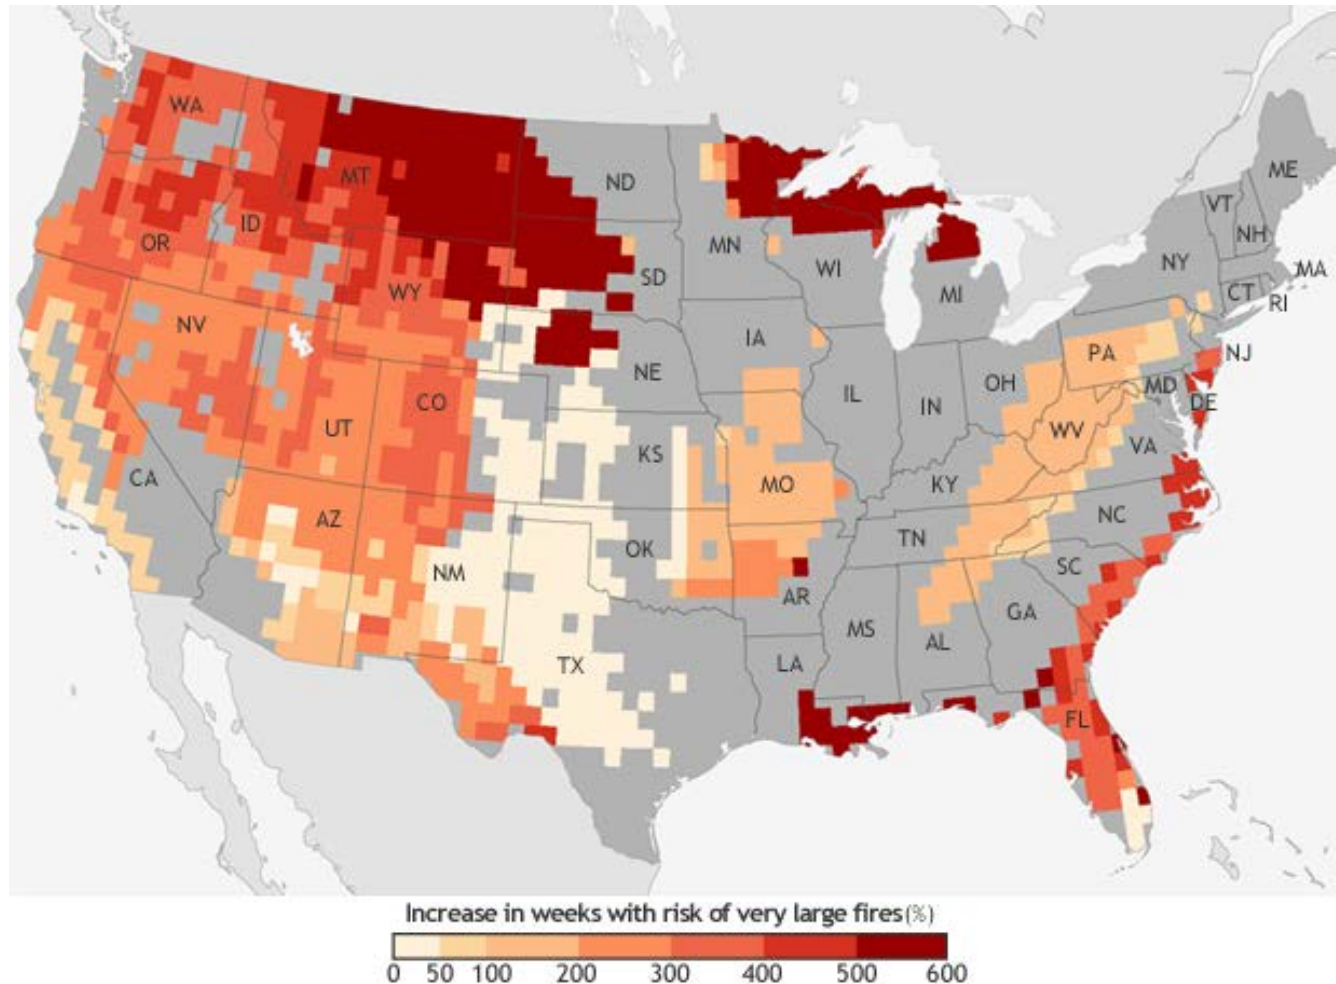 WA
MT
ND
ME
VT
ID
NH
OR
MN
NY
MA
SD
WI
WY
MI
CT
RI
NV
IA
PA
NJ
NE
OH
MD
CO
IL
IN
DE
UT
WV
VA
KS
CA
MO
KY
NC
AZ
TN
OK
NM
SC
AR
GA
MS
AL
TX
LA
FL
Increase in weeks with risk of very large fires (%)
0 50 100 200 300 400 500 600